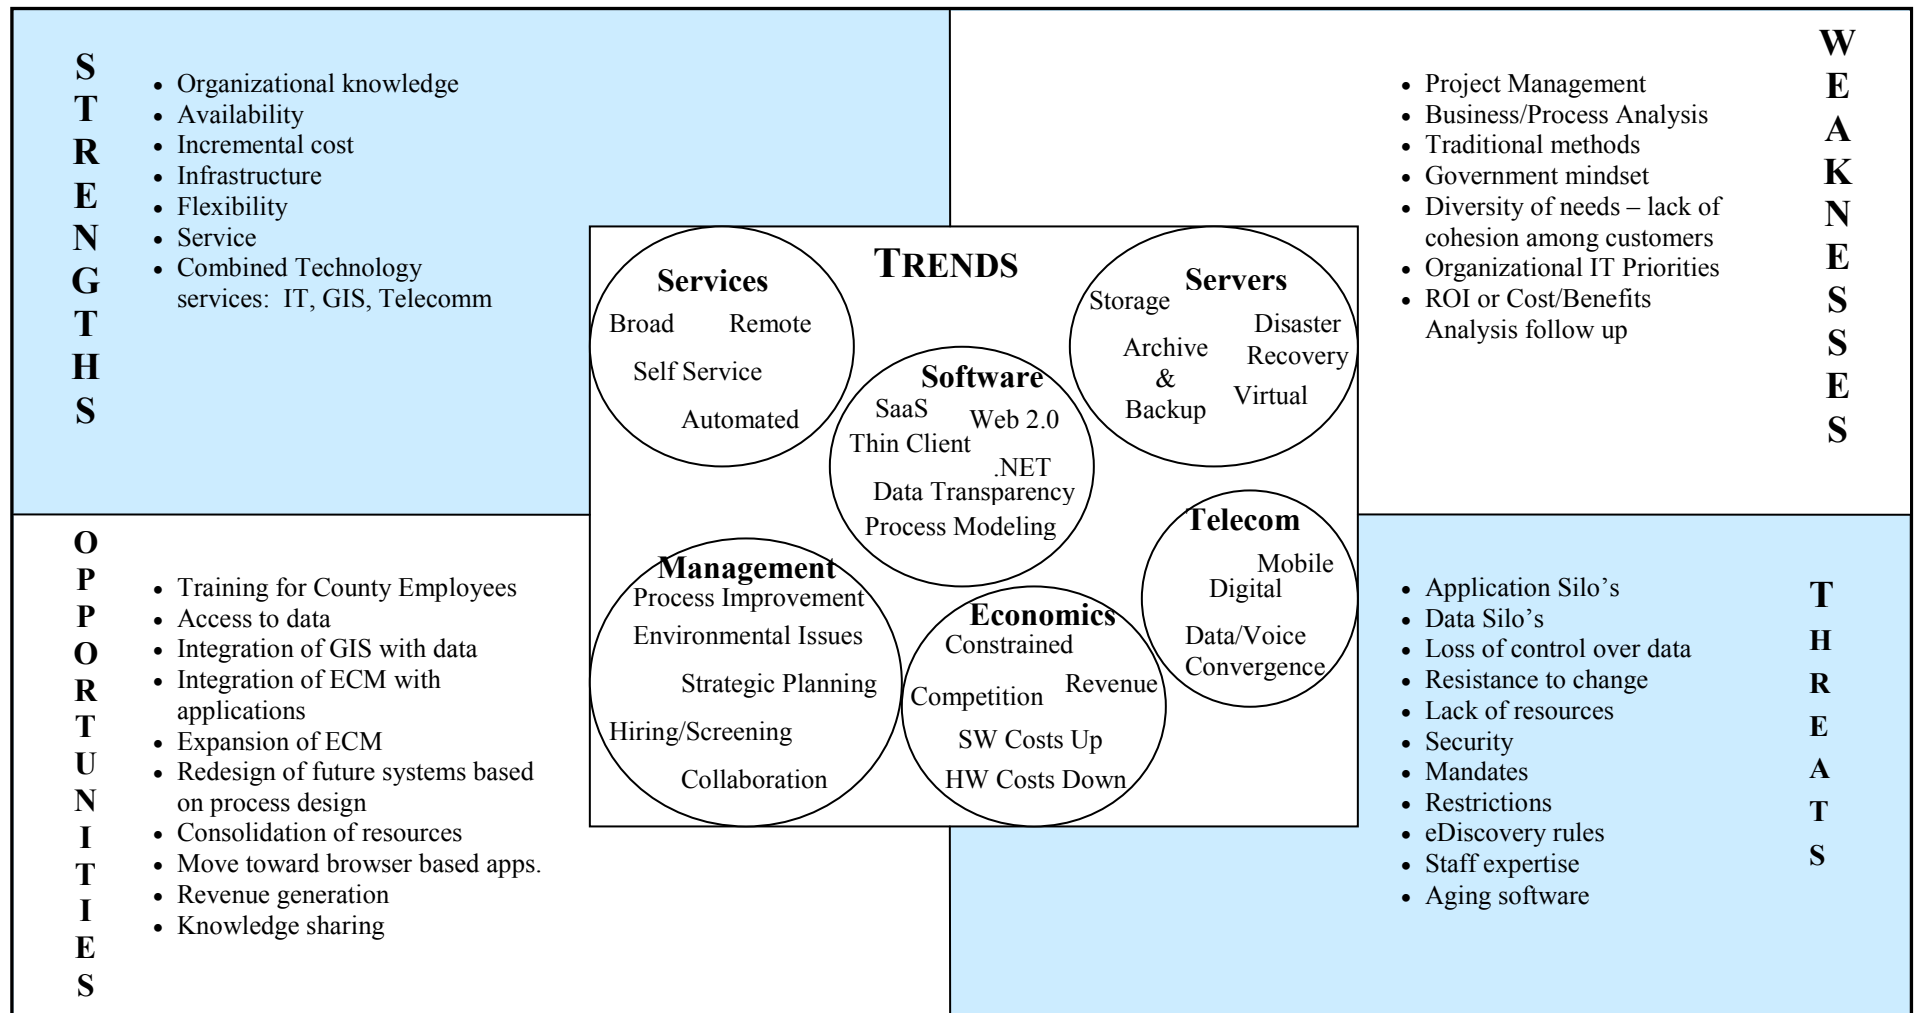 STRENGTHS
• Organizational knowledge
• Availability
• Incremental cost
• Infrastructure
• Flexibility
• Service
• Combined Technology
services:  IT, GIS, Telecomm
WEAKNESSES
• Project Management
• Business/Process Analysis
• Traditional methods
• Government mindset
• Diversity of needs – lack of
cohesion among customers
• Organizational IT Priorities
• ROI or Cost/Benefits
Analysis follow up
TRENDS
Services
Broad
Remote
Self Service
Automated
Software
SaaS
Web 2.0
Thin Client
.NET
Data Transparency
Process Modeling
Servers
Storage
Disaster
Recovery
Archive
&
Backup
Virtual
Management
Process Improvement
Environmental Issues
Strategic Planning
Hiring/Screening
Collaboration
Economics
Constrained
Competition
Revenue
SW Costs Up
HW Costs Down
Telecom
Mobile
Digital
Data/Voice
Convergence
OPPORTUNITIES
• Training for County Employees
• Access to data
• Integration of GIS with data
• Integration of ECM with
applications
• Expansion of ECM
• Redesign of future systems based
on process design
• Consolidation of resources
• Move toward browser based apps.
• Revenue generation
• Knowledge sharing
THREATS
• Application Silo’s
• Data Silo’s
• Loss of control over data
• Resistance to change
• Lack of resources
• Security
• Mandates
• Restrictions
• eDiscovery rules
• Staff expertise
• Aging software